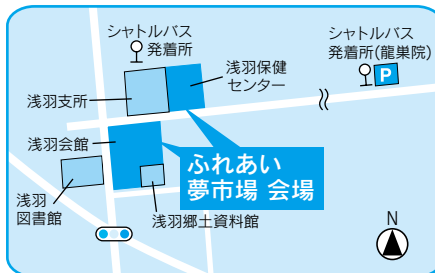 シャトルバス
発着所
シャトルバス
発着所(龍巣院)
P
浅羽保健
センター
浅羽支所
浅羽会館
ふれあい
夢市場 会場
浅羽
図書館
浅羽郷土資料館
N